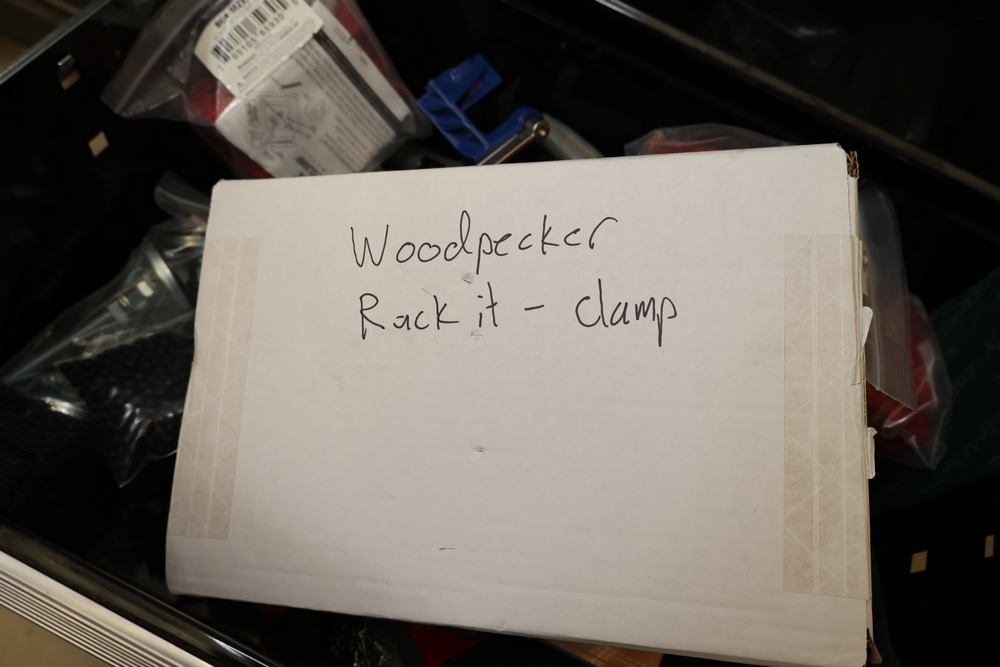 Woodpecker
Rack it - clamp